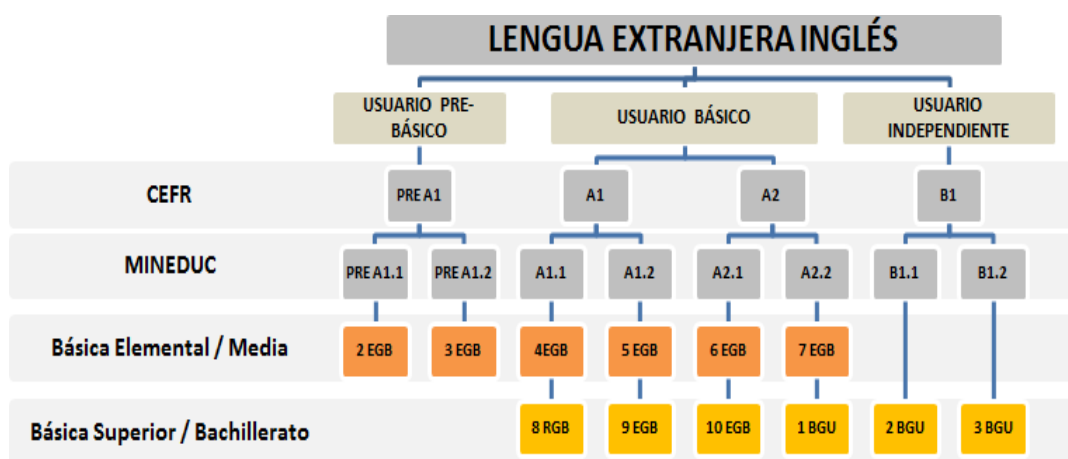 LENGUA EXTRANJERA INGLÉS
USUARIO PRE-
BÁSICO
USUARIO BÁSICO
USUARIO
INDEPENDIENTE
CEFR
PRE A1
A1
A2
B1
MINEDUC
PRE A1.1
PRE A1.2
A1.1
A1.2
A2.1
A2.2
B1.1
B1.2
Básica Elemental / Media
2 EGB
3 EGB
4EGB
5 EGB
6 EGB
7 EGB
Básica Superior / Bachillerato
8 RGB
9 EGB
10 EGB
1 BGU
2 BGU
3 BGU